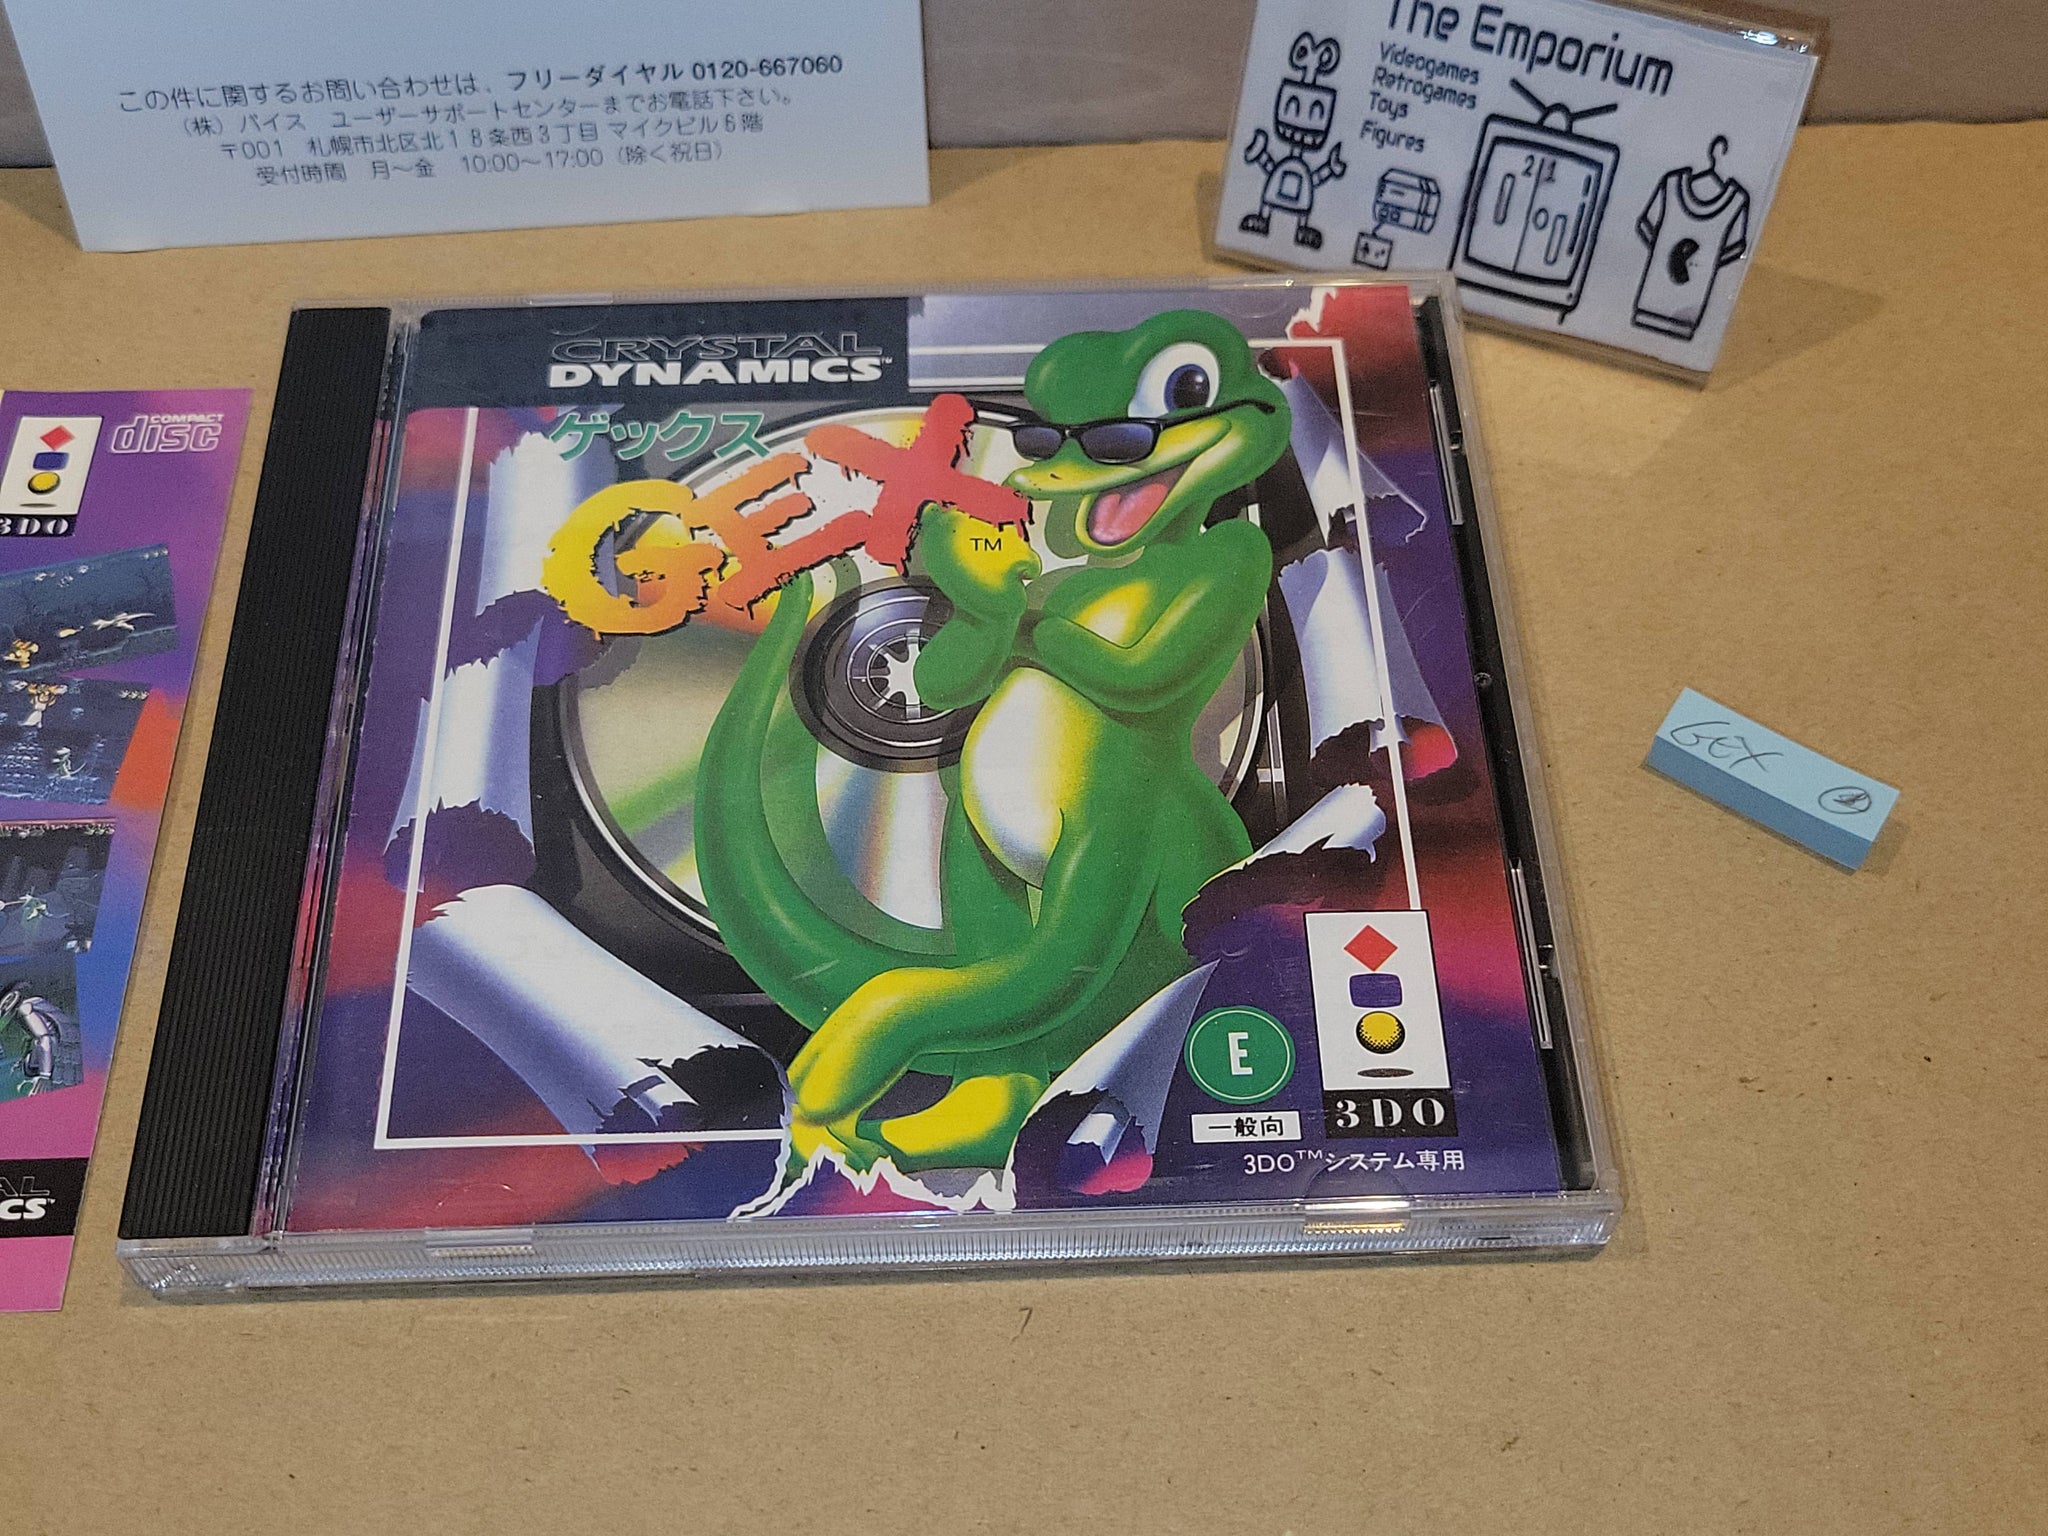 この件に関するお問い合わせは、フリーダイヤル 0120-667060
(株)バイス　ユーザーサポートセンターまでお電話下さい。
〒001　札幌市北区北18条西3丁目 マイクビル6階
受付時間　月〜金　10:00〜17:00 (除く祝日)
The Emporium
Videogames
Retrogames
Toys
Figures
2 1
COMPACT
disc
3DO
CRYSTAL
DYNAMICS™
ゲックス
GEX
TM
E
一般向
3DO
3DO™システム専用
GEX